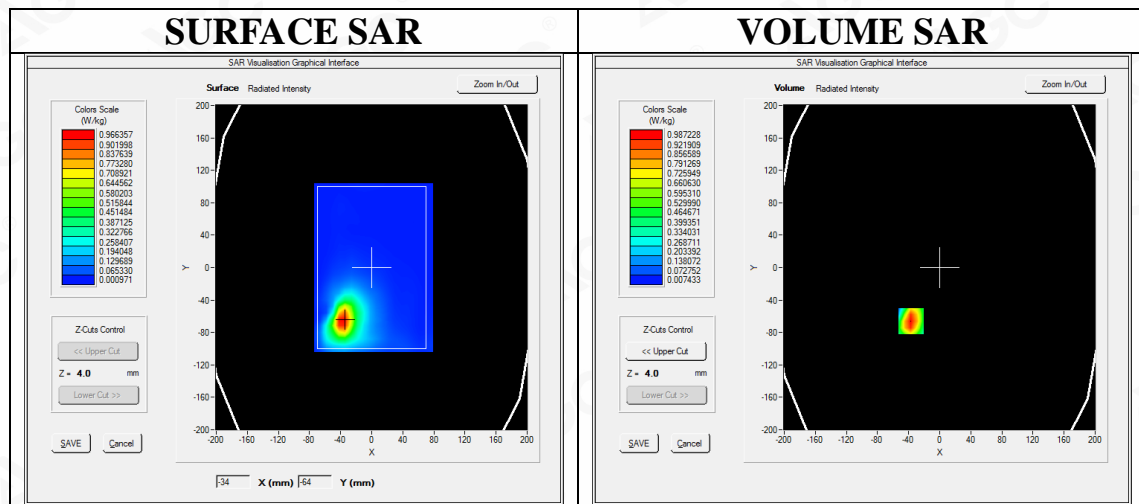 SURFACE SAR
SAR Visualisation Graphical Interface
Surface Radiated Intensity
Zoom In/Out
Colors Scale
(W/kg)
0.966357
0.901998
0.837639
0.773280
0.708921
0.644562
0.580203
0.515844
0.451484
0.387125
0.322766
0.258407
0.194048
0.129689
0.065330
0.000971
Z-Cuts Control
<< Upper Cut
Z = 4.0 mm
Lower Cut >>
SAVE Cancel
Y
200
160
120
80
40
0
-40
-80
-120
-160
-200
-200 -160 -120 -80 -40 0 40 80 120 160 200
X
-34 X (mm) -64 Y (mm)
VOLUME SAR
SAR Visualisation Graphical Interface
Volume Radiated Intensity
Zoom In/Out
Colors Scale
(W/kg)
0.987228
0.921909
0.856589
0.791269
0.725949
0.660630
0.595310
0.529990
0.464671
0.399351
0.334031
0.268711
0.203392
0.138072
0.072752
0.007433
Z-Cuts Control
<< Upper Cut
Z = 4.0 mm
Lower Cut >>
SAVE Cancel
Y
200
160
120
80
40
0
-40
-80
-120
-160
-200
-200 -160 -120 -80 -40 0 40 80 120 160 200
X